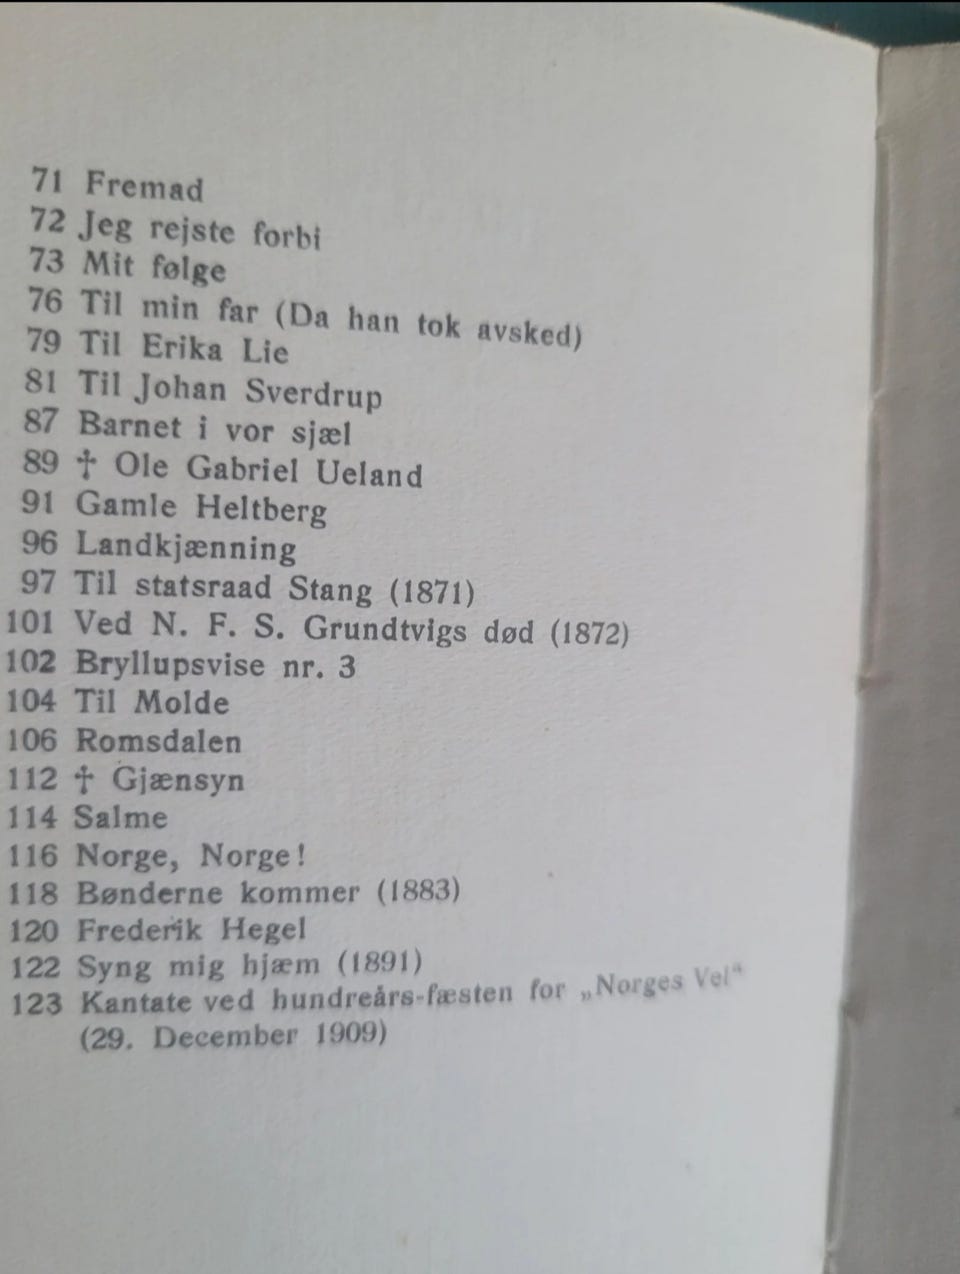 71 Fremad
72 Jeg rejste forbi
73 Mit følge
76 Til min far (Da han tok avsked)
79 Til Erika Lie
81 Til Johan Sverdrup
87 Barnet i vor sjæl
89 † Ole Gabriel Ueland
91 Gamle Heltberg
96 Landkjænning
97 Til statsraad Stang (1871)
101 Ved N. F. S. Grundtvigs død (1872)
102 Bryllupsvise nr. 3
104 Til Molde
106 Romsdalen
112 † Gjænsyn
114 Salme
116 Norge, Norge!
118 Bønderne kommer (1883)
120 Frederik Hegel
122 Syng mig hjæm (1891)
123 Kantate ved hundreårs-fæsten for „Norges Vel“
(29. December 1909)